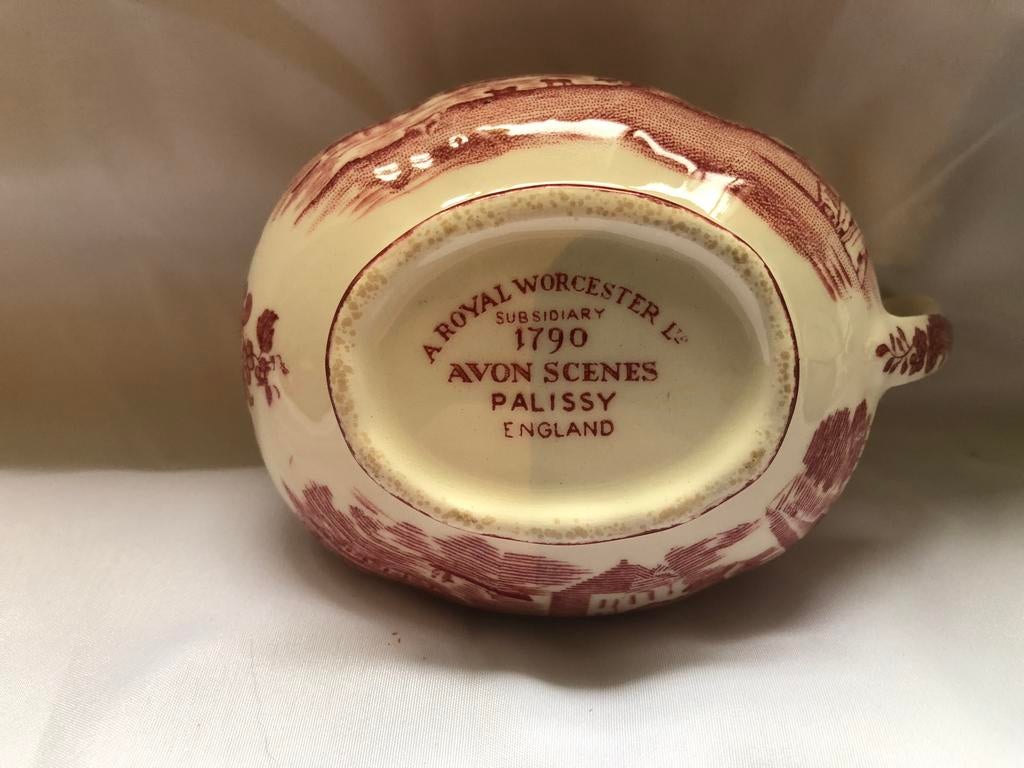 A ROYAL WORCESTER Ltd
SUBSIDIARY
1790
AVON SCENES
PALISSY
ENGLAND